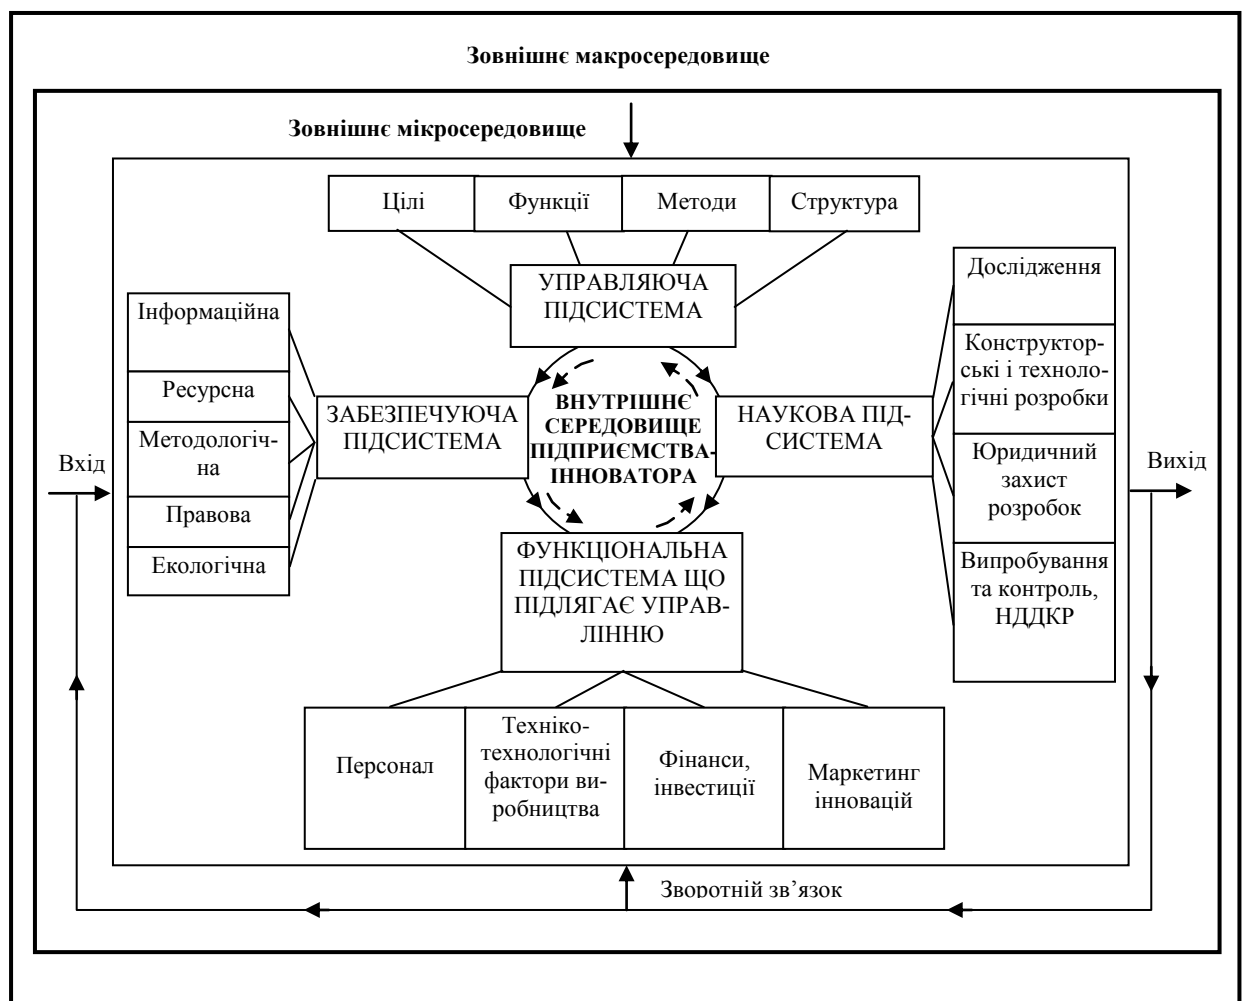 Зовнішнє макросередовище
Зовнішнє мікросередовище
Цілі
Функції
Методи
Структура
УПРАВЛЯЮЧА
ПІДСИСТЕМА
Інформаційна
Ресурсна
Методологіч-
на
Правова
Екологічна
ЗАБЕЗПЕЧУЮЧА
ПІДСИСТЕМА
ВНУТРІШНЄ
СЕРЕДОВИЩЕ
ПІДПРИЄМСТВА-
ІННОВАТОРА
НАУКОВА ПІД-
СИСТЕМА
Дослідження
Конструктор-
ські і техноло-
гічні розробки
Юридичний
захист
розробок
Випробування
та контроль,
НДДКР
Вхід
Вихід
ФУНКЦІОНАЛЬНА
ПІДСИСТЕМА ЩО
ПІДЛЯГАЄ УПРАВ-
ЛІННЮ
Персонал
Техніко-
технологічні
фактори ви-
робництва
Фінанси,
інвестиції
Маркетинг
інновацій
Зворотній зв’язок